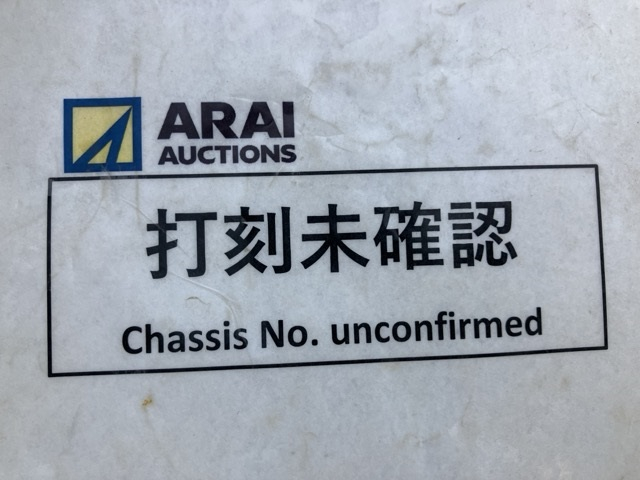 ARAI
AUCTIONS
打刻未確認
Chassis No. unconfirmed